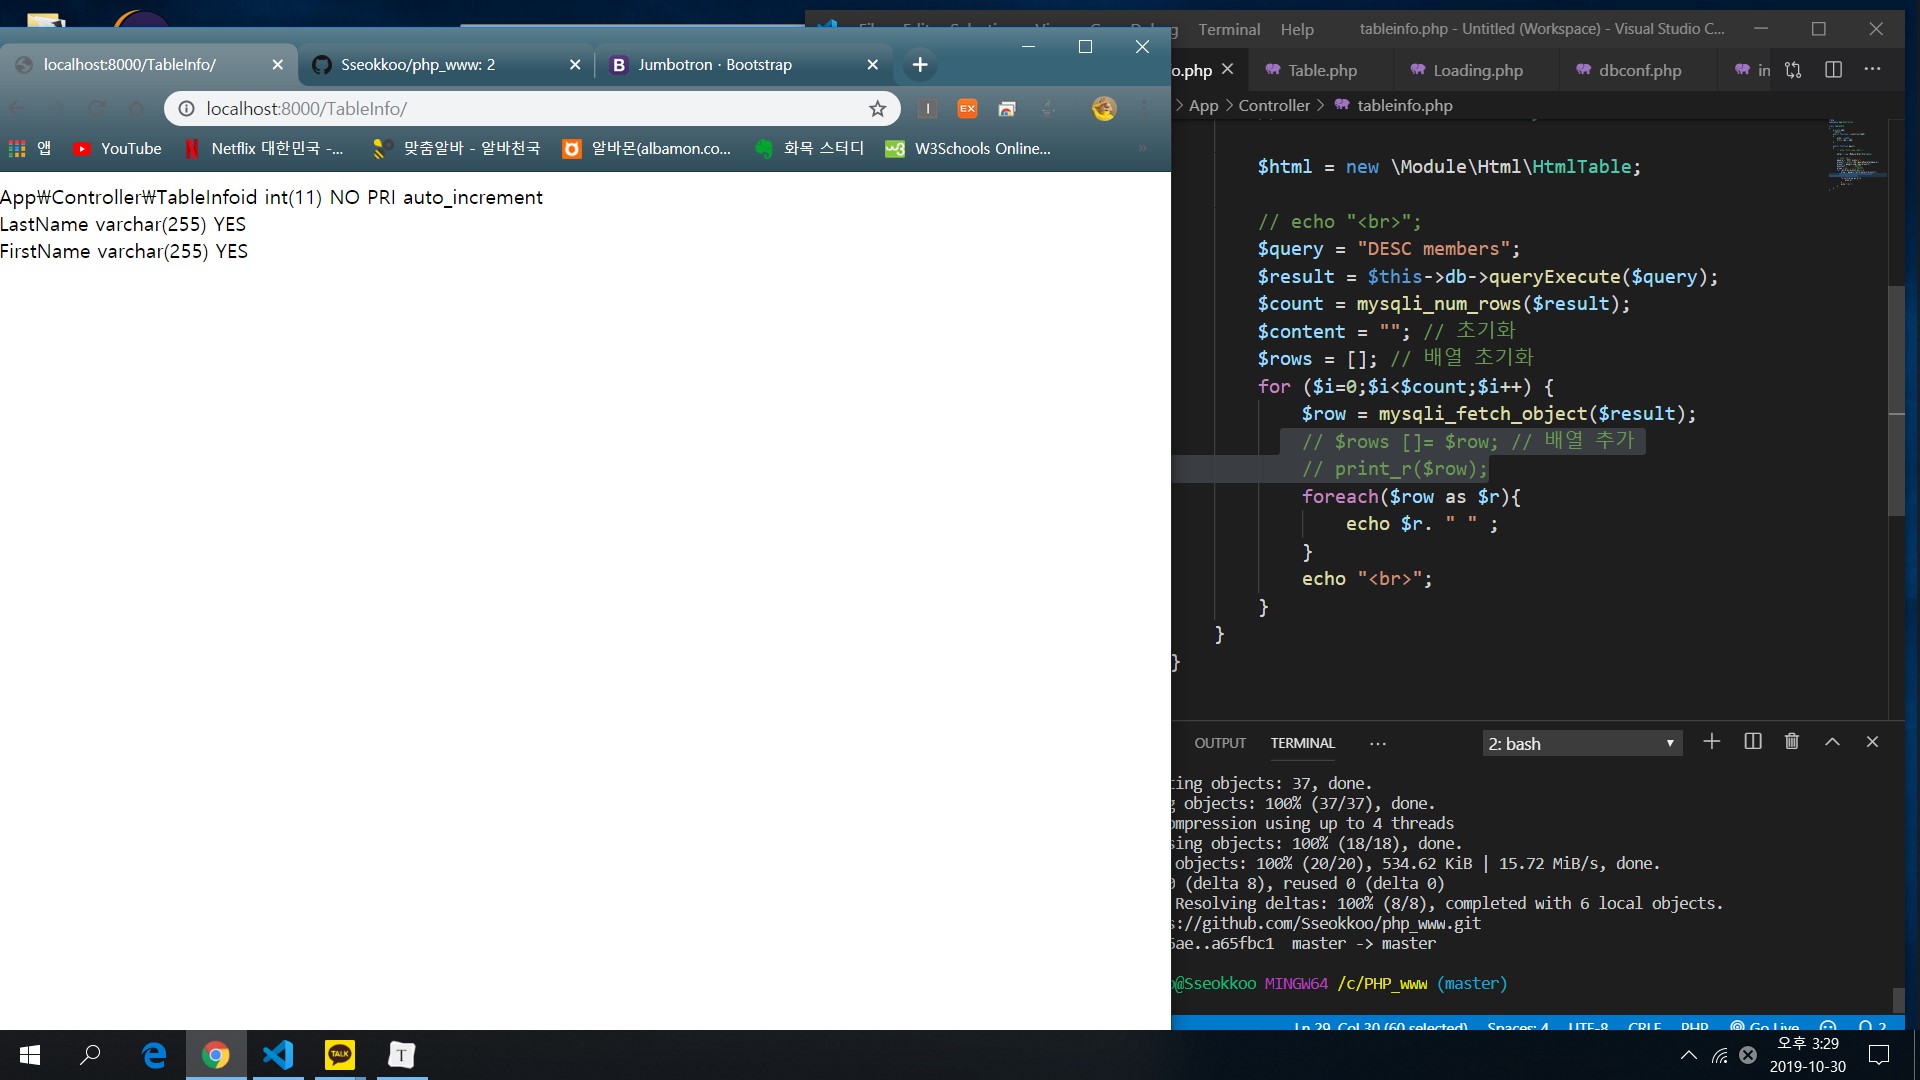 Terminal Help tableinfo.php - Untitled (Workspace) - Visual Studio C...
localhost:8000/TableInfo/
Sseokkoo/php_www: 2
Jumbotron · Bootstrap
localhost:8000/TableInfo/
앱 YouTube Netflix 대한민국 -... 맞춤알바 - 알바천국 알바몬(albamon.co... 화목 스터디 W3Schools Online...
App₩Controller₩TableInfoid int(11) NO PRI auto_increment
LastName varchar(255) YES
FirstName varchar(255) YES
o.php Table.php Loading.php dbconf.php in
App > Controller > tableinfo.php
$html = new \Module\Html\HtmlTable;
// echo "<br>";
$query = "DESC members";
$result = $this->db->queryExecute($query);
$count = mysqli_num_rows($result);
$content = ""; // 초기화
$rows = []; // 배열 초기화
for ($i=0;$i<$count;$i++) {
$row = mysqli_fetch_object($result);
// $rows []= $row; // 배열 추가
// print_r($row);
foreach($row as $r){
echo $r. " " ;
}
echo "<br>";
}
}
}
OUTPUT TERMINAL ... 2: bash
ting objects: 37, done.
g objects: 100% (37/37), done.
ompression using up to 4 threads
sing objects: 100% (18/18), done.
objects: 100% (20/20), 534.62 KiB | 15.72 MiB/s, done.
0 (delta 8), reused 0 (delta 0)
Resolving deltas: 100% (8/8), completed with 6 local objects.
s://github.com/Sseokkoo/php_www.git
5ae..a65fbc1 master -> master
@Sseokkoo MINGW64 /c/PHP_www (master)
Ln 29, Col 30 (60 selected) Spaces: 4 UTF-8 CRLF PHP Go Live 2
TALK
T
오후 3:29
2019-10-30